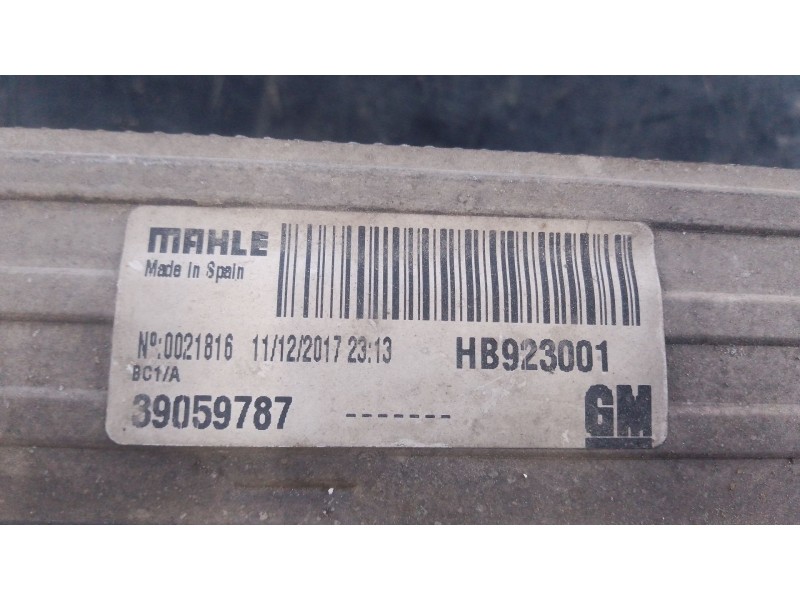 MAHLE
Made in Spain
Nº:0021816 11/12/2017 23:13 HB923001
BC1/A
39059787 -------
GM